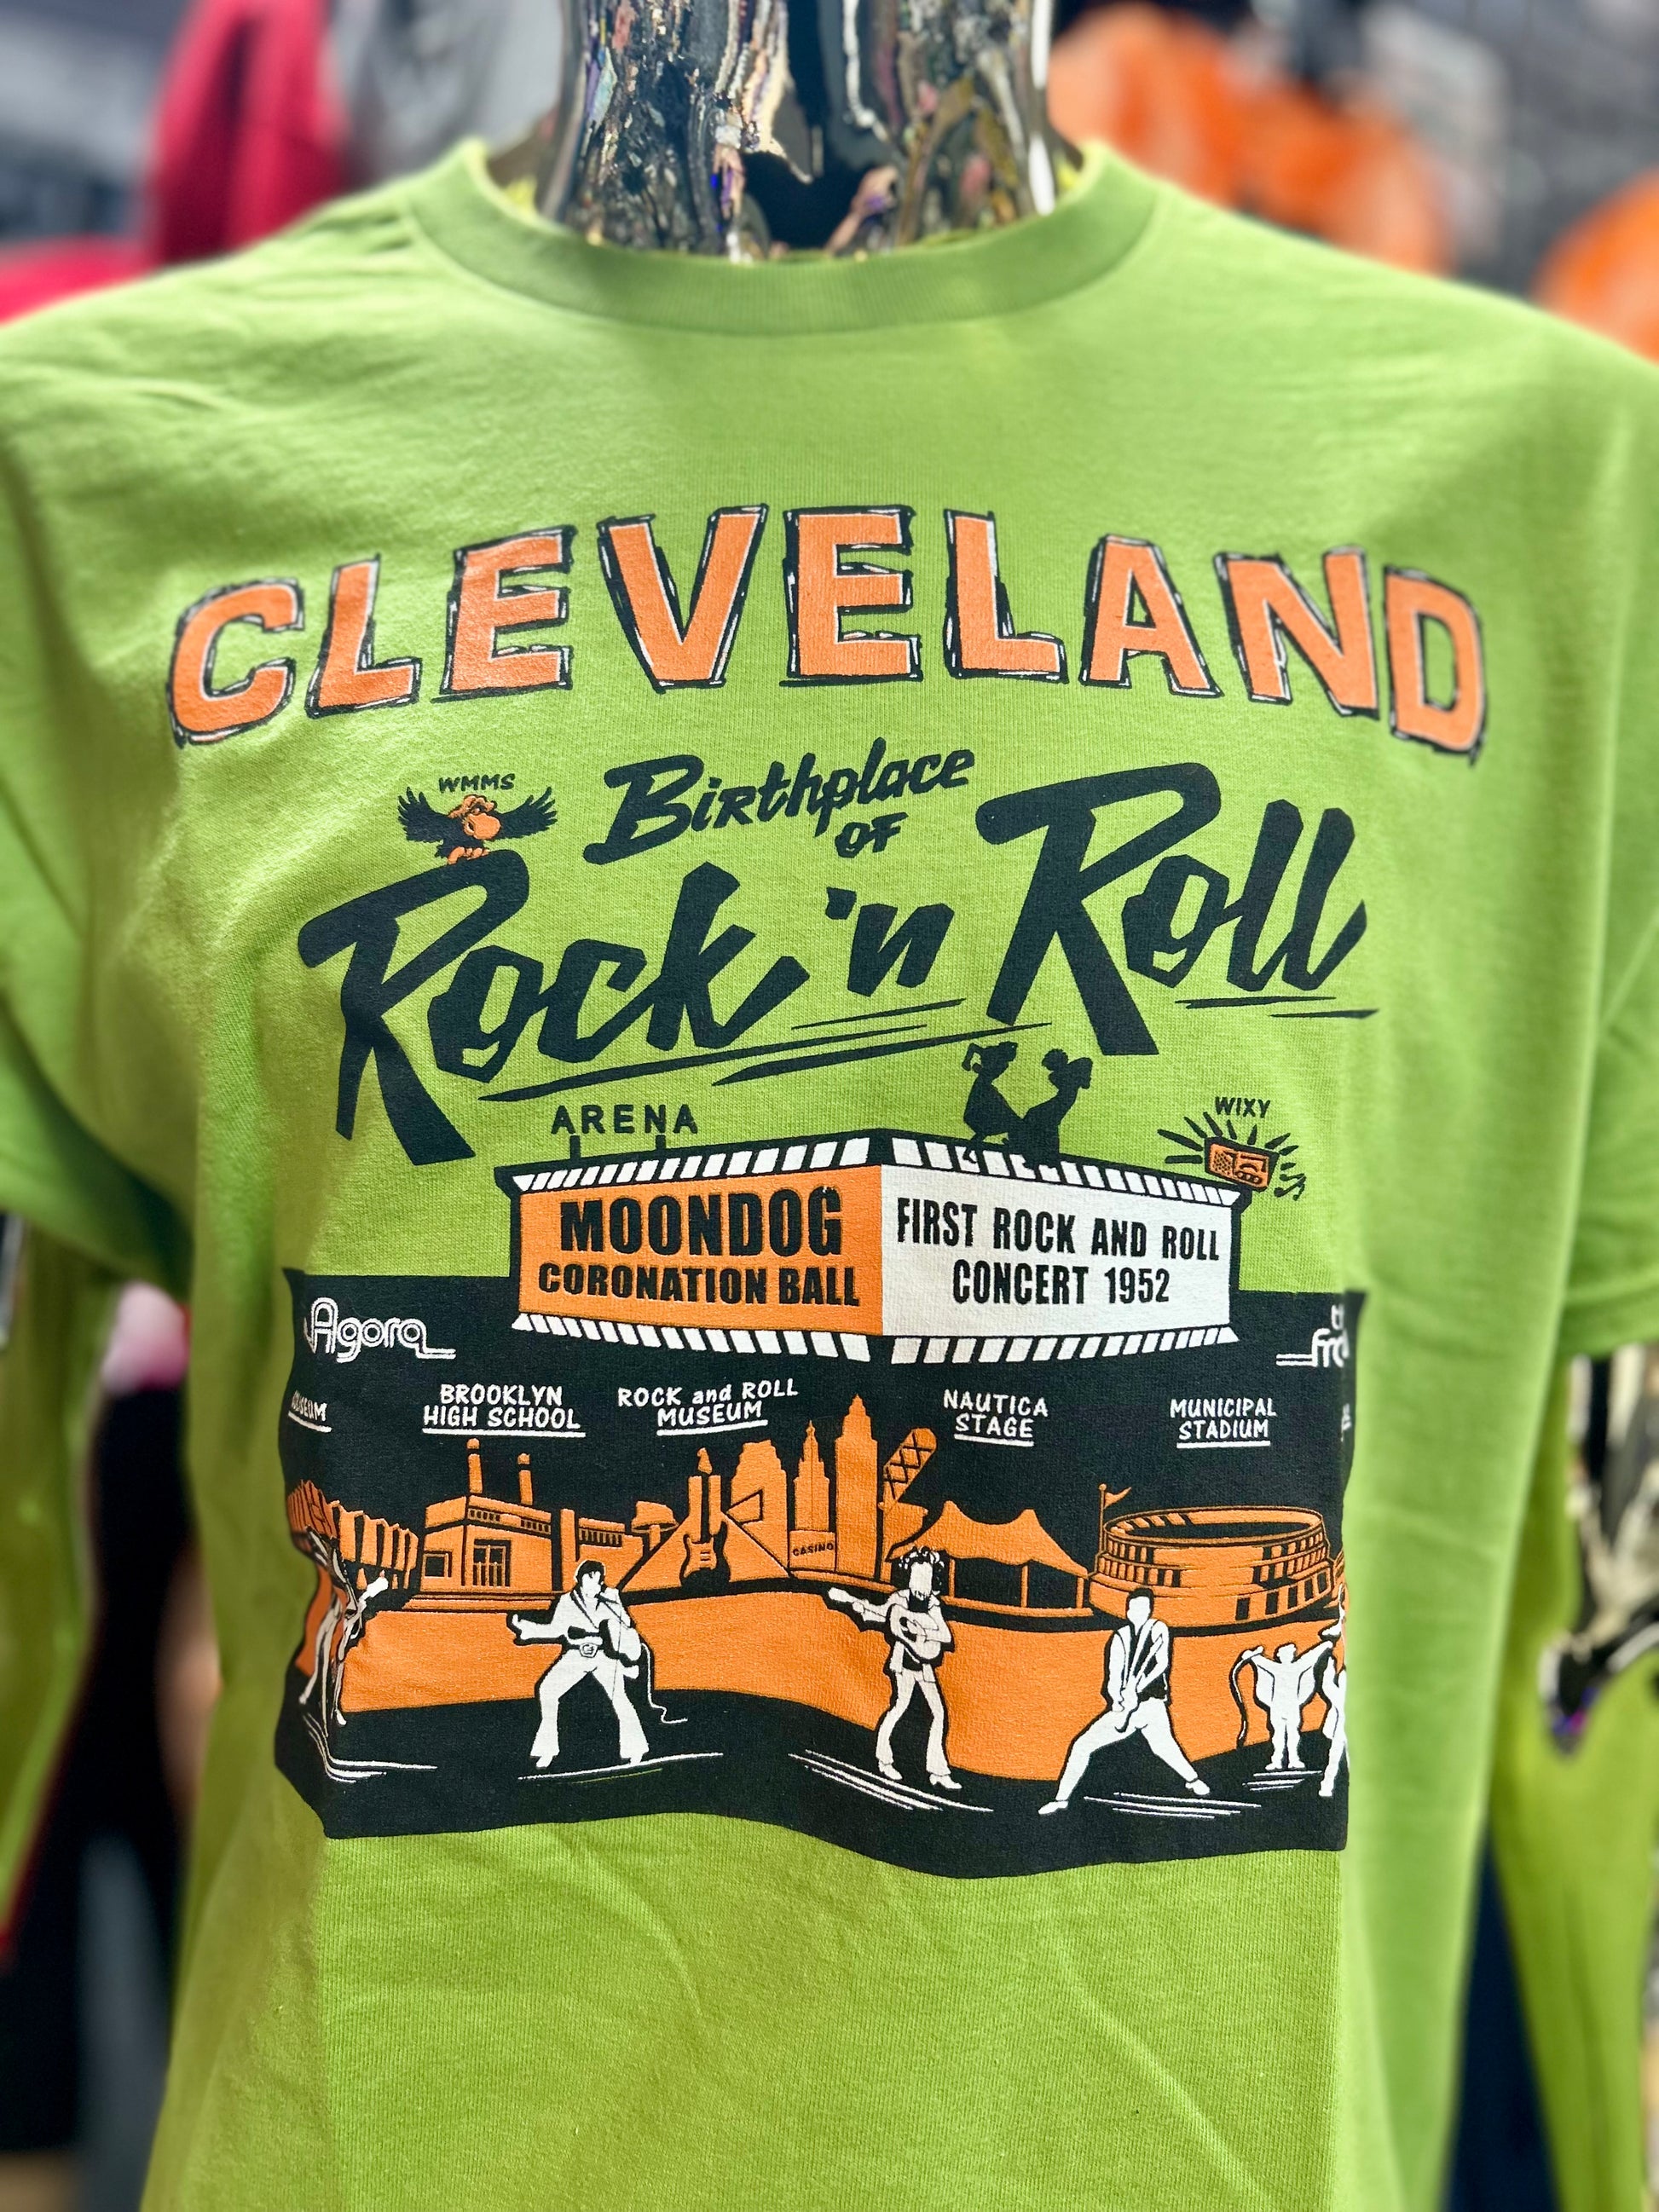 CLEVELAND
WMMS
Birthplace
OF
Rock 'n Roll
ARENA
WIXY
MOONDOG
CORONATION BALL
FIRST ROCK AND ROLL
CONCERT 1952
Agora
BROOKLYN
HIGH SCHOOL
ROCK and ROLL
MUSEUM
NAUTICA
STAGE
MUNICIPAL
STADIUM
CASINO